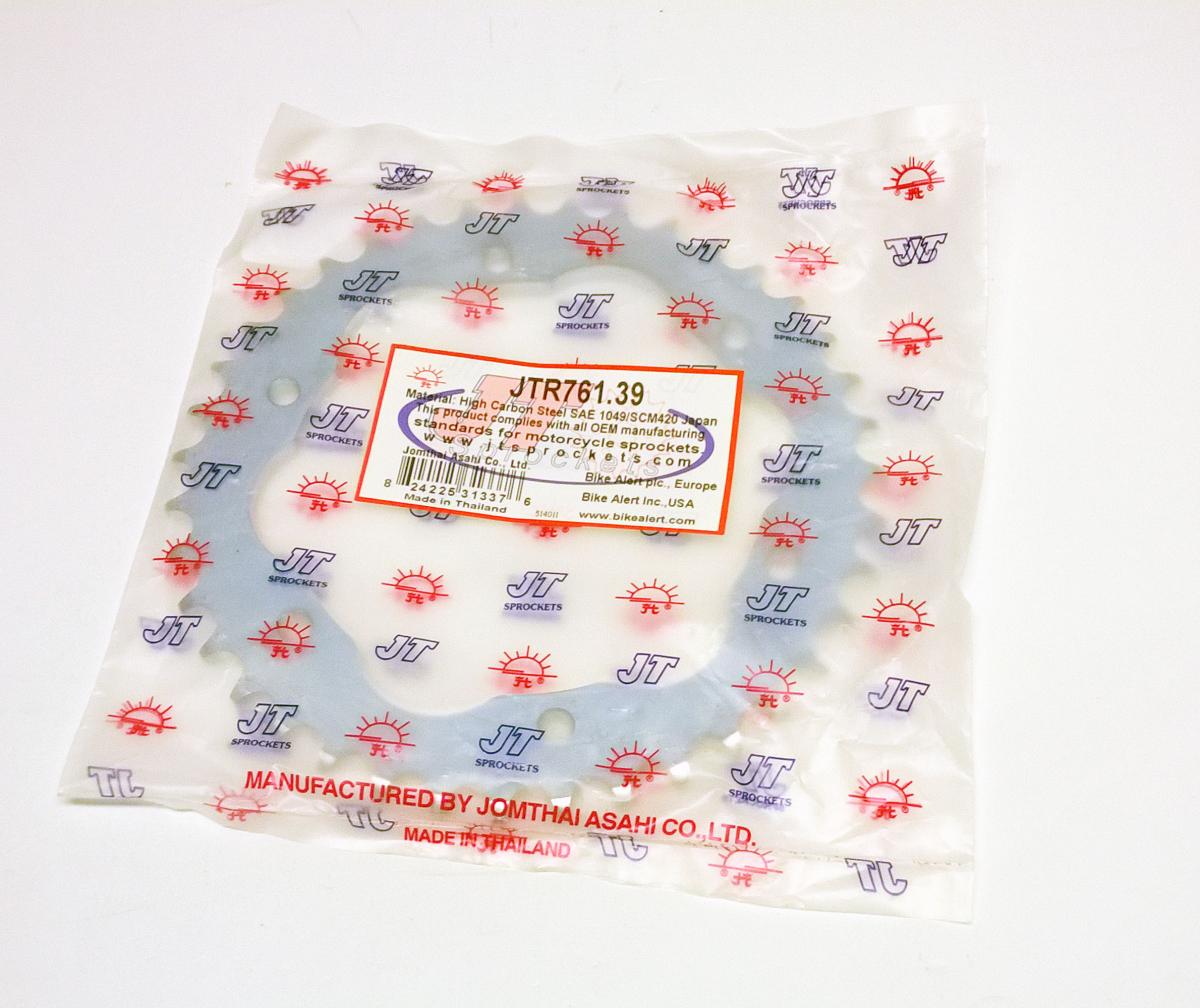 JT
SPROCKETS
JTR761.39
Material: High Carbon Steel SAE 1049/SCM420 Japan
This product complies with all OEM manufacturing
standards for motorcycle sprockets
www.jtsprockets.com
Jomthai Asahi Co., Ltd.
Bike Alert plc., Europe
8 24225 31337 6
Bike Alert Inc.,USA
Made in Thailand
514011
www.bikealert.com
MANUFACTURED BY JOMTHAI ASAHI CO.,LTD.
MADE IN THAILAND